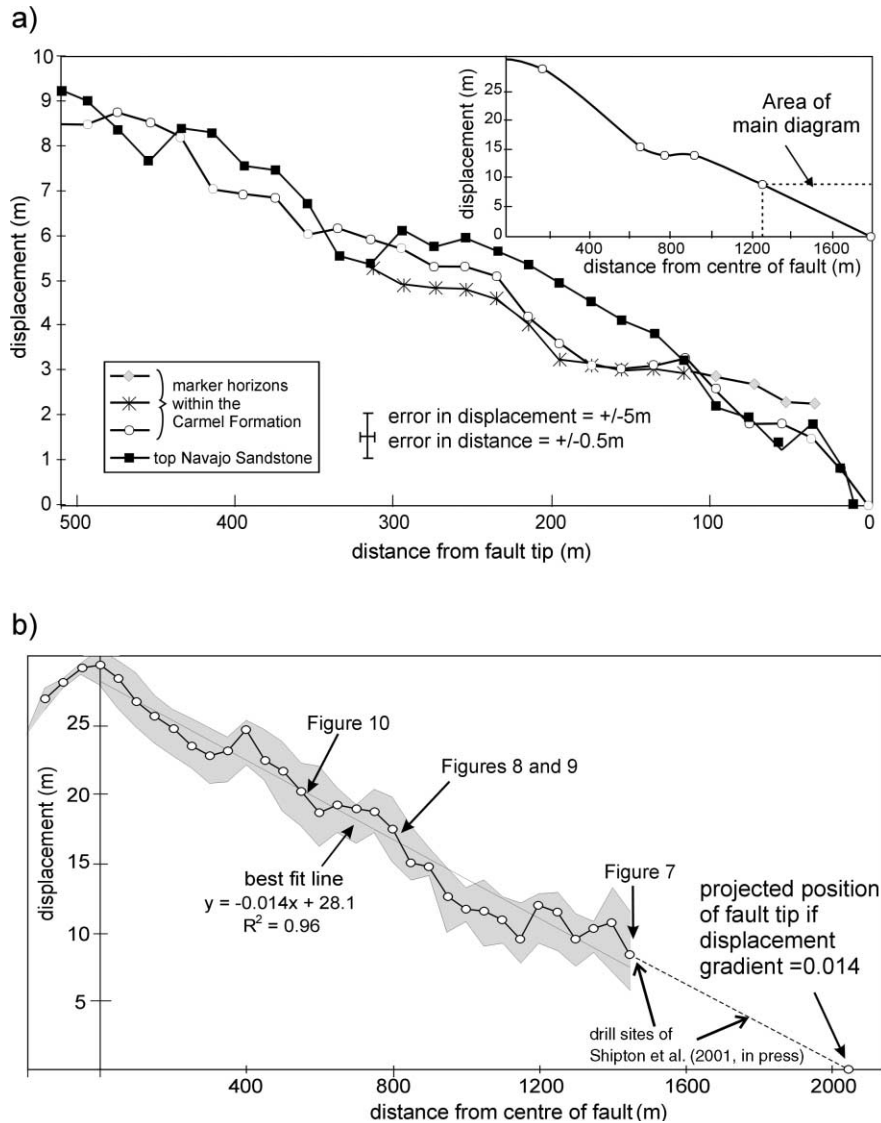 a)
10
9
8
7
6
5
4
3
2
1
0
displacement (m)
500
400
300
200
100
0
distance from fault tip (m)
marker horizons
within the
Carmel Formation
top Navajo Sandstone
error in displacement = +/-5m
error in distance = +/-0.5m
25
20
15
10
5
0
displacement (m)
400
800
1200
1600
distance from centre of fault (m)
Area of
main diagram
b)
25
20
15
10
5
displacement (m)
400
800
1200
1600
2000
distance from centre of fault (m)
Figure 10
Figures 8 and 9
best fit line
y = -0.014x + 28.1
R² = 0.96
Figure 7
projected position
of fault tip if
displacement
gradient =0.014
drill sites of
Shipton et al. (2001, in press)